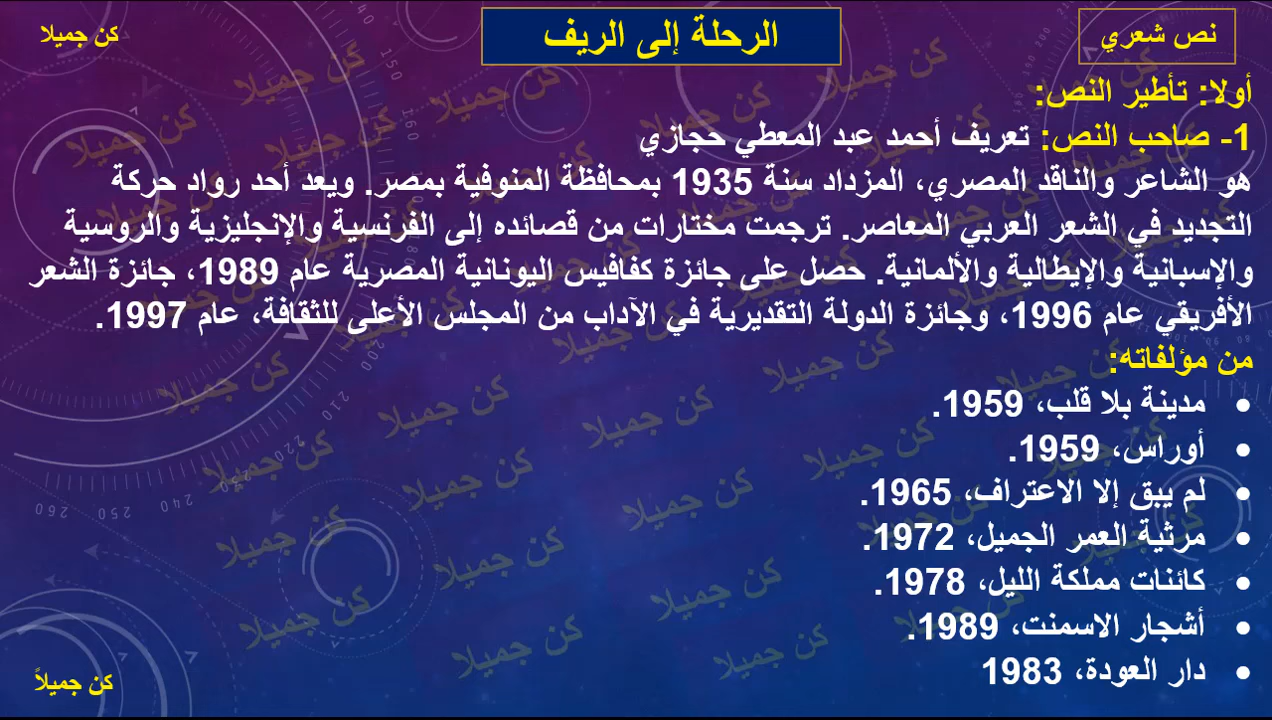 نص شعري
الرحلة إلى الريف
كن جميلا
أولا: تأطير النص:
1- صاحب النص: تعريف أحمد عبد المعطي حجازي
هو الشاعر والناقد المصري، المزداد سنة 1935 بمحافظة المنوفية بمصر. ويعد أحد رواد حركة
التجديد في الشعر العربي المعاصر. ترجمت مختارات من قصائده إلى الفرنسية والإنجليزية والروسية
والإسبانية والإيطالية والألمانية. حصل على جائزة كفافيس اليونانية المصرية عام 1989، جائزة الشعر
الأفريقي عام 1996، وجائزة الدولة التقديرية في الآداب من المجلس الأعلى للثقافة، عام 1997.
من مؤلفاته:
• مدينة بلا قلب، 1959.
• أوراس، 1959.
• لم يبق إلا الاعتراف، 1965.
• مرثية العمر الجميل، 1972.
• كائنات مملكة الليل، 1978.
• أشجار الاسمنت، 1989.
• دار العودة، 1983
كن جميلاً